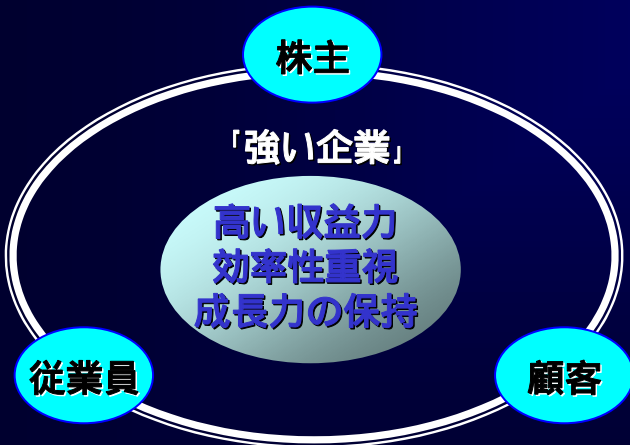 株主
「強い企業」
高い収益力
効率性重視
成長力の保持
従業員
顧客